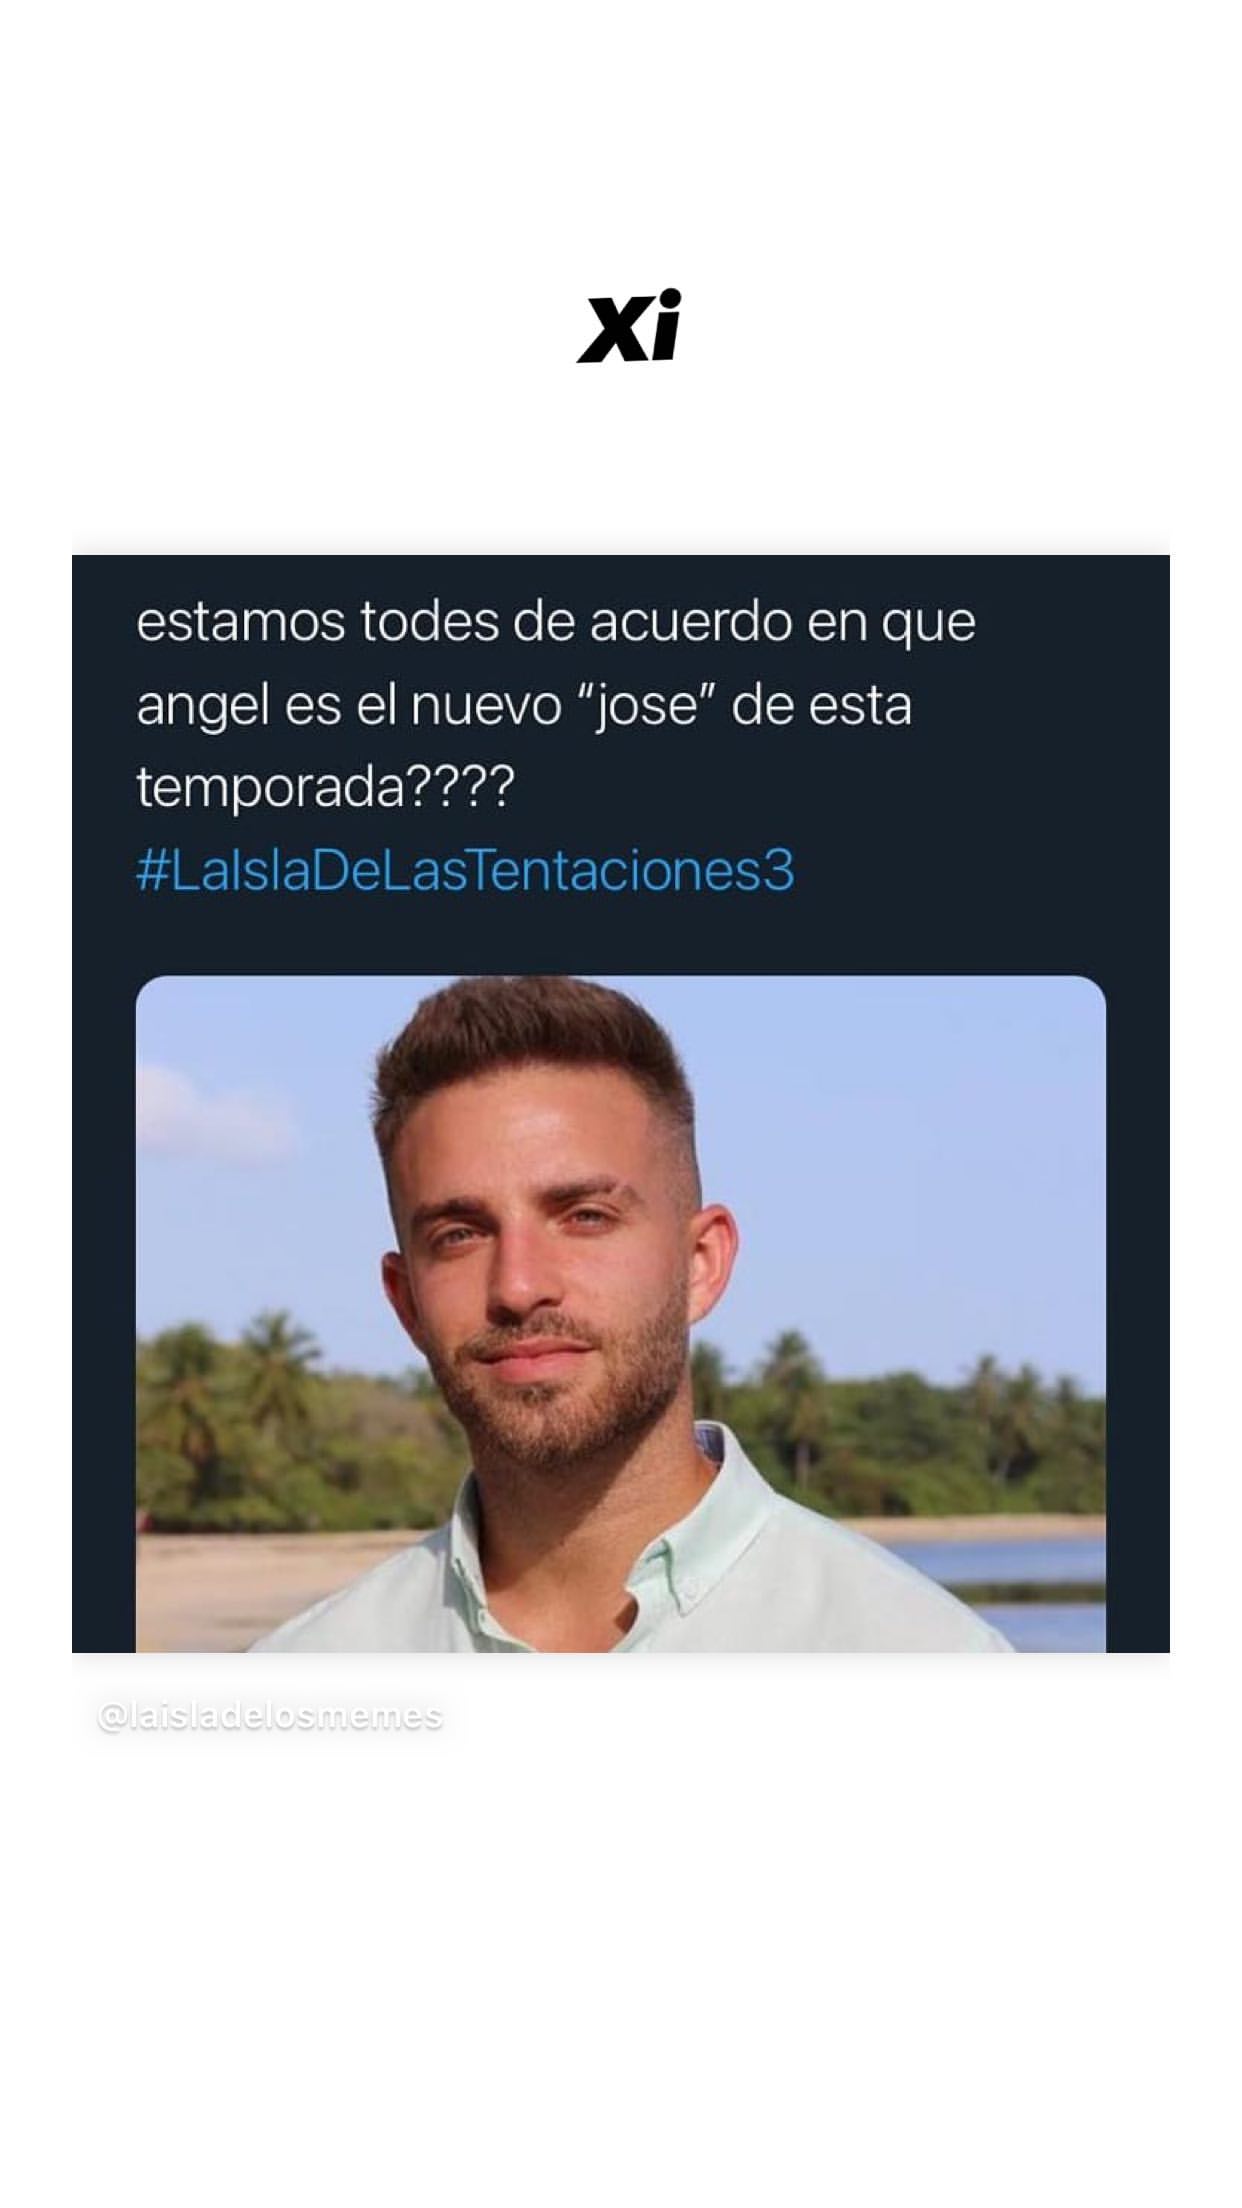 xi
estamos todes de acuerdo en que
angel es el nuevo “jose” de esta
temporada????
#LaIslaDeLasTentaciones3
@laisladelosmemes